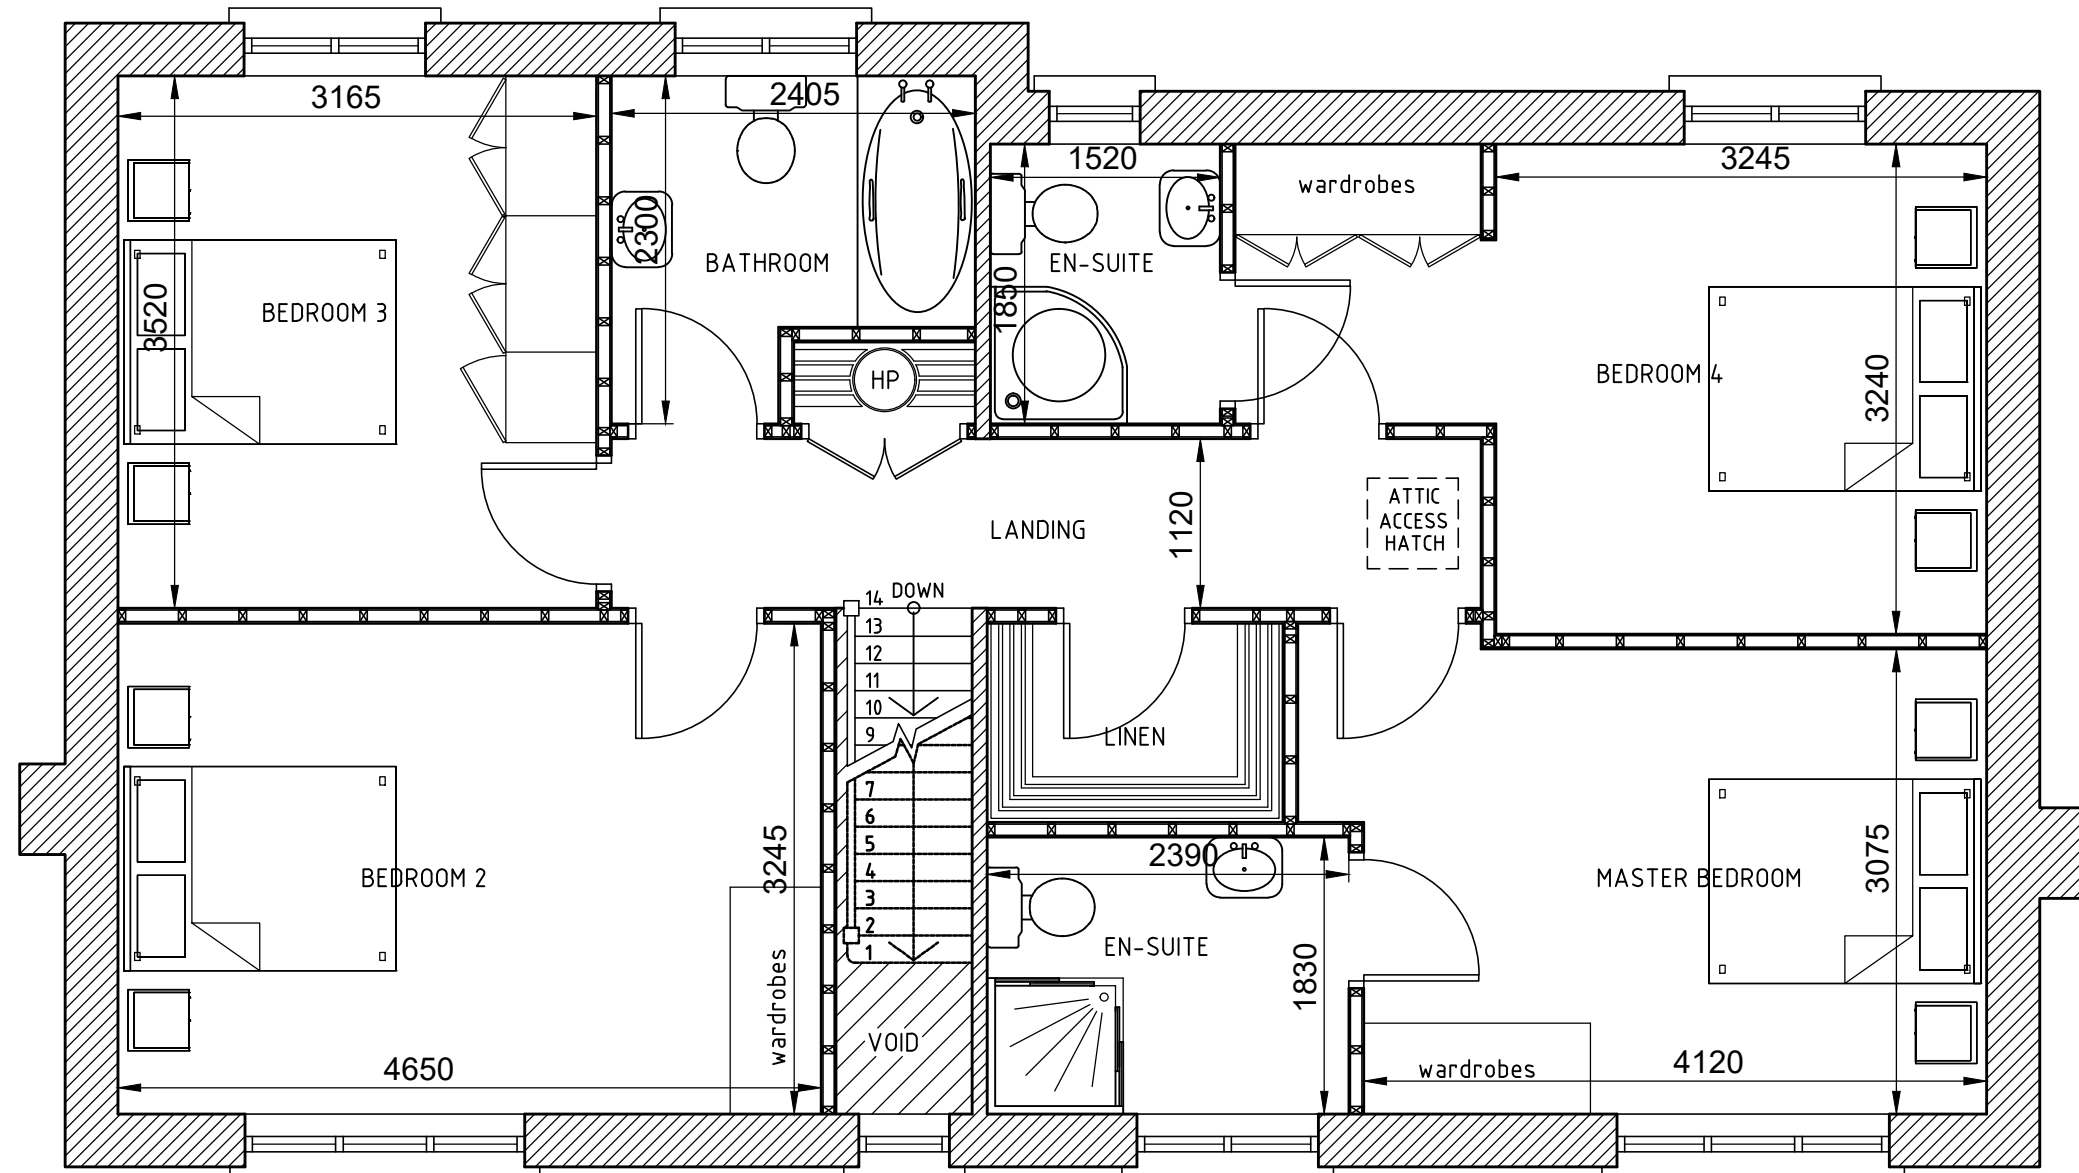 3165
2405
1520
3245
wardrobes
2300
BATHROOM
EN-SUITE
1850
BEDROOM 3
3520
HP
BEDROOM 4
3240
ATTIC
ACCESS
HATCH
LANDING
1120
14
DOWN
13
12
11
10
9
7
6
5
4
3
2
1
LINEN
3245
BEDROOM 2
2390
MASTER BEDROOM
3075
EN-SUITE
1830
wardrobes
VOID
4650
wardrobes
4120